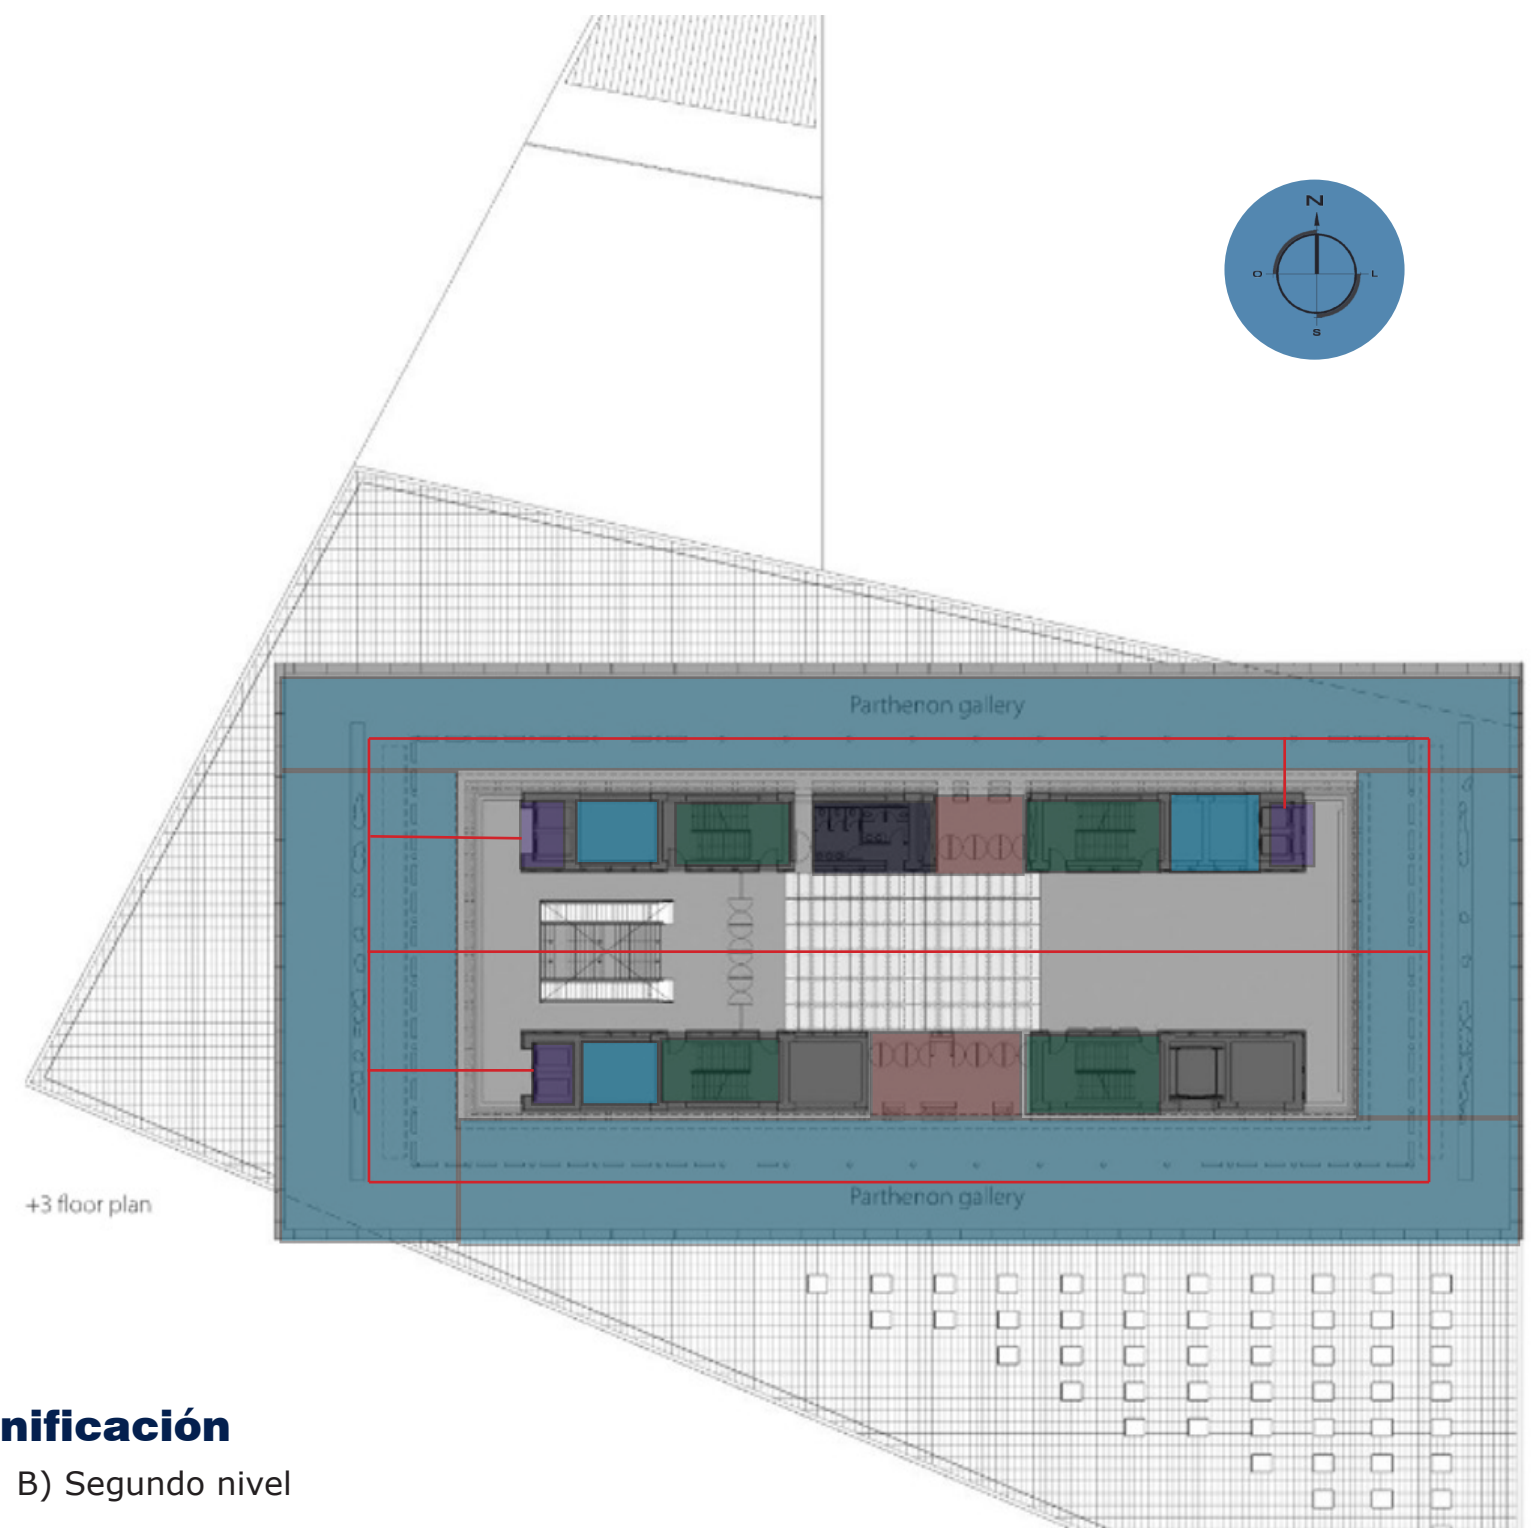 N
O L
S
Parthenon gallery
Parthenon gallery
+3 floor plan
nificación
B) Segundo nivel